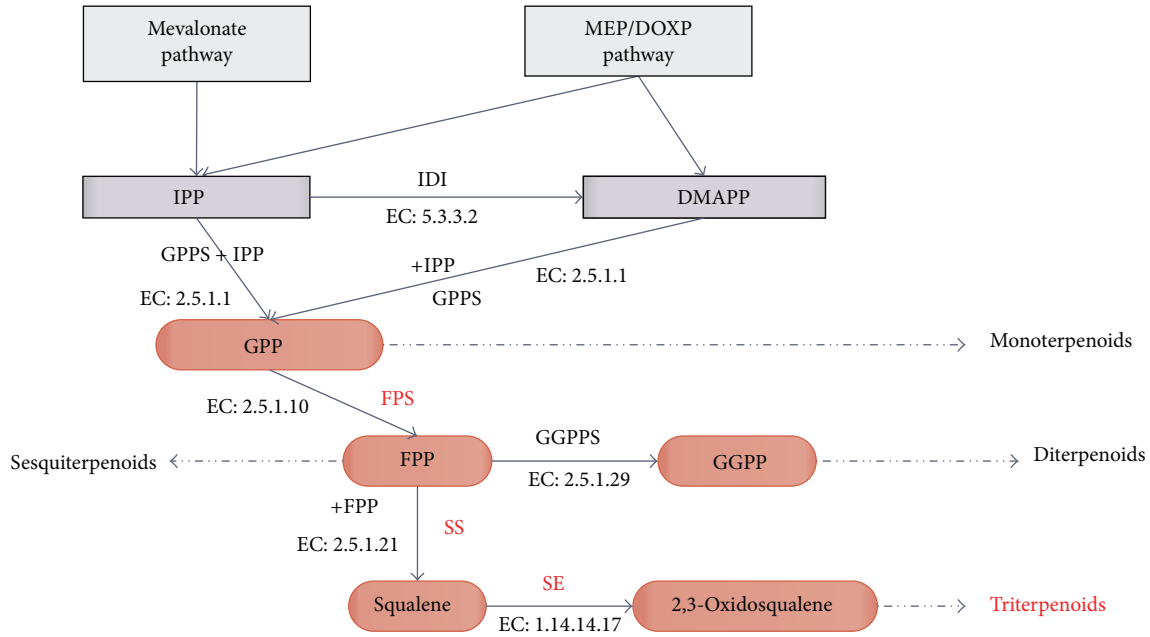 Mevalonate
pathway
MEP/DOXP
pathway
IPP
IDI
EC: 5.3.3.2
DMAPP
GPPS + IPP
EC: 2.5.1.1
+IPP
GPPS
EC: 2.5.1.1
GPP
Monoterpenoids
EC: 2.5.1.10
FPS
Sesquiterpenoids
FPP
GGPPS
EC: 2.5.1.29
GGPP
Diterpenoids
+FPP
EC: 2.5.1.21
SS
Squalene
SE
EC: 1.14.14.17
2,3-Oxidosqualene
Triterpenoids